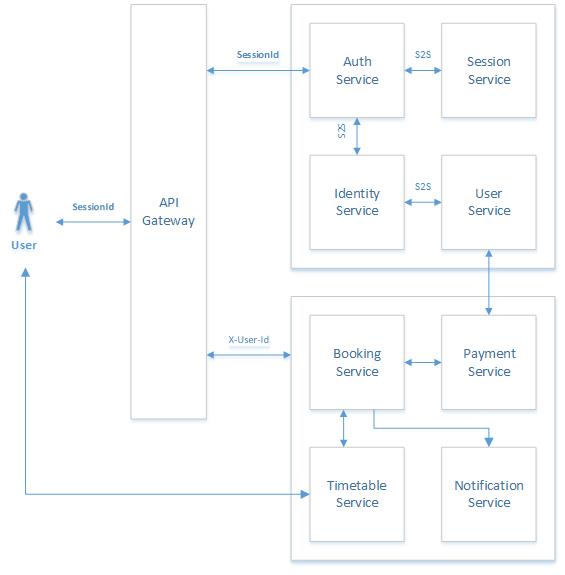 SessionId
Auth
Service
S2S
Session
Service
S2S
SessionId
User
API
Gateway
Identity
Service
S2S
User
Service
X-User-Id
Booking
Service
Payment
Service
Timetable
Service
Notification
Service